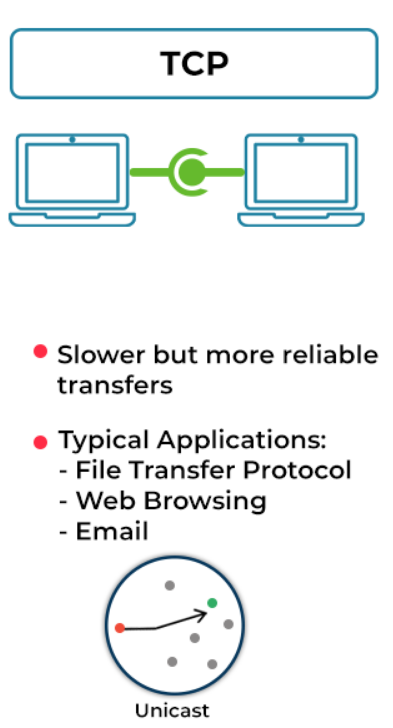 TCP
Slower but more reliable
transfers
Typical Applications:
- File Transfer Protocol
- Web Browsing
- Email
Unicast